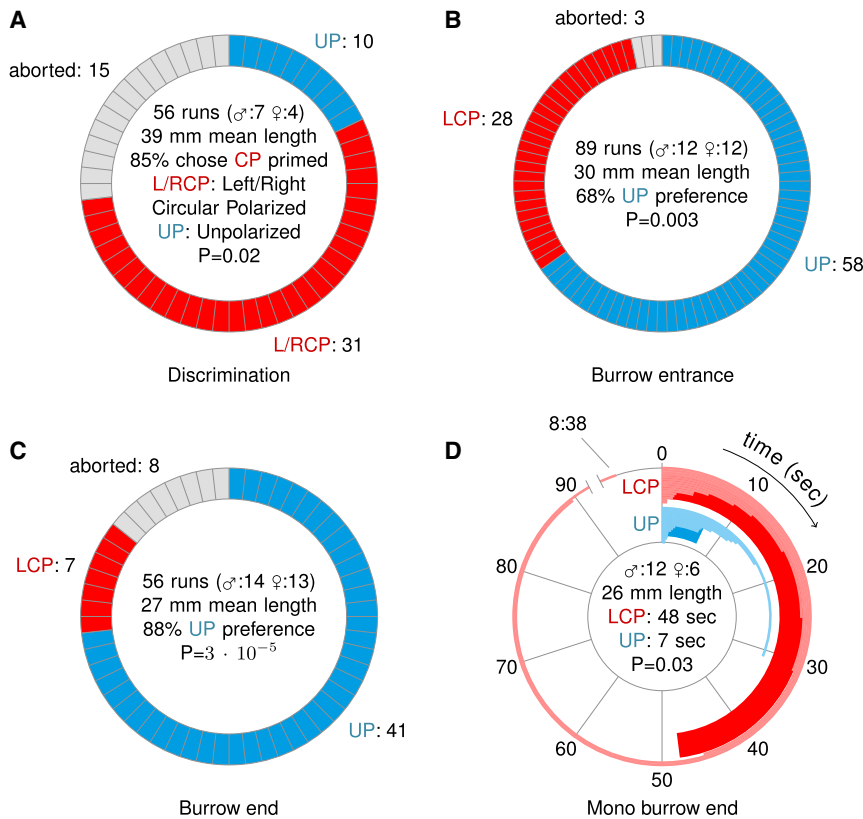 A
UP: 10
aborted: 15
56 runs (♂:7 ♀:4)
39 mm mean length
85% chose CP primed
L/RCP: Left/Right
Circular Polarized
UP: Unpolarized
P=0.02
L/RCP: 31
Discrimination
B
aborted: 3
LCP: 28
89 runs (♂:12 ♀:12)
30 mm mean length
68% UP preference
P=0.003
UP: 58
Burrow entrance
C
aborted: 8
LCP: 7
56 runs (♂:14 ♀:13)
27 mm mean length
88% UP preference
P=3 · 10⁻⁵
UP: 41
Burrow end
D
8:38
0
time (sec)
90
LCP
10
UP
80
20
♂:12 ♀:6
26 mm length
LCP: 48 sec
UP: 7 sec
P=0.03
70
30
60
40
50
Mono burrow end